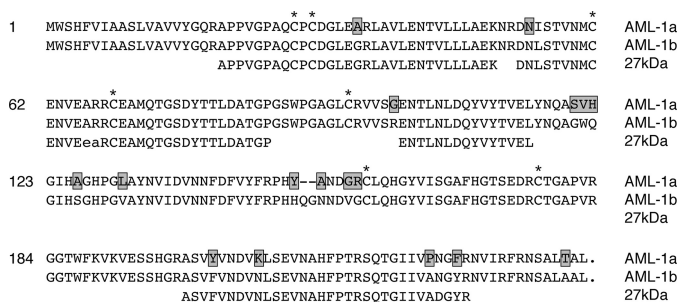 * * *
1 MWSHFVIAASLVAVVYGQRAPPVGPAQCPCDGLEARLAVLENTVLLLAEKNRDNISTVNMC AML-1a
MWSHFVIAASLVAVVYGQRAPPVGPAQCPCDGLEGRLAVLENTVLLLAEKNRDNLSTVNMC AML-1b
APPVGPAQCPCDGLEGRLAVLENTVLLLAEK DNLSTVNMC 27kDa
* *
62 ENVEARRCEAMQTGSDYTTLDATGPGSWPGAGLCRVVSGENTLNLDQYVYTVELYNQASVH AML-1a
ENVEARRCEAMQTGSDYTTLDATGPGSWPGAGLCRVVSRENTLNLDQYVYTVELYNQAGWQ AML-1b
ENVEeaRCEAMQTGSDYTTLDATGP ENTLNLDQYVYTVEL 27kDa
* *
123 GIHAGHPGLAYNVIDVNNFDFVYFRPHY--ANDGRCLQHGYVISGAFHGTSEDRCTGAPVR AML-1a
GIHSGHPGVAYNVIDVNNFDFVYFRPHHQGNNDVGCLQHGYVISGAFHGTSEDRCTGAPVR AML-1b
27kDa
184 GGTWFKVKVESSHGRASVYVNDVKLSEVNAHFPTRSQTGIIVPNGFRNVIRFRNSALTAL. AML-1a
GGTWFKVKVESSHGRASVFVNDVNLSEVNAHFPTRSQTGIIVANGYRNVIRFRNSALAAL. AML-1b
ASVFVNDVNLSEVNAHFPTRSQTGIIVADGYR 27kDa